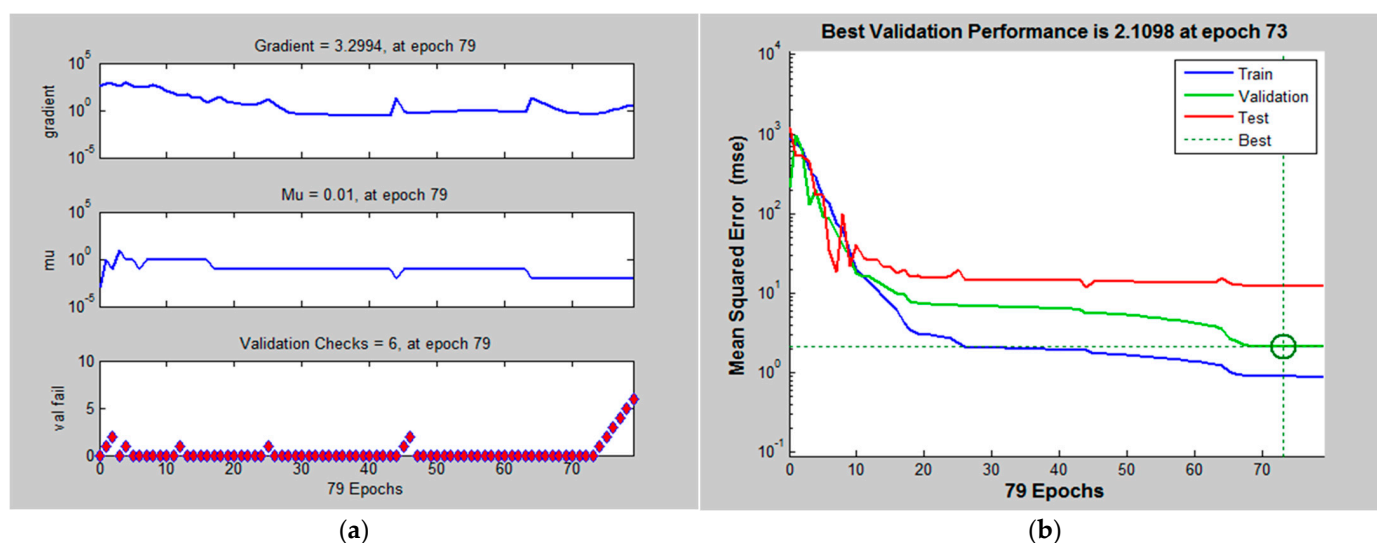 Gradient = 3.2994, at epoch 79
10^5
10^0
10^-5
gradient
Mu = 0.01, at epoch 79
10^5
10^0
10^-5
mu
Validation Checks = 6, at epoch 79
10
5
0
val fail
0 10 20 30 40 50 60 70
79 Epochs
(a)
Best Validation Performance is 2.1098 at epoch 73
10^4
10^3
10^2
10^1
10^0
10^-1
Mean Squared Error (mse)
Train
Validation
Test
Best
0 10 20 30 40 50 60 70
79 Epochs
(b)